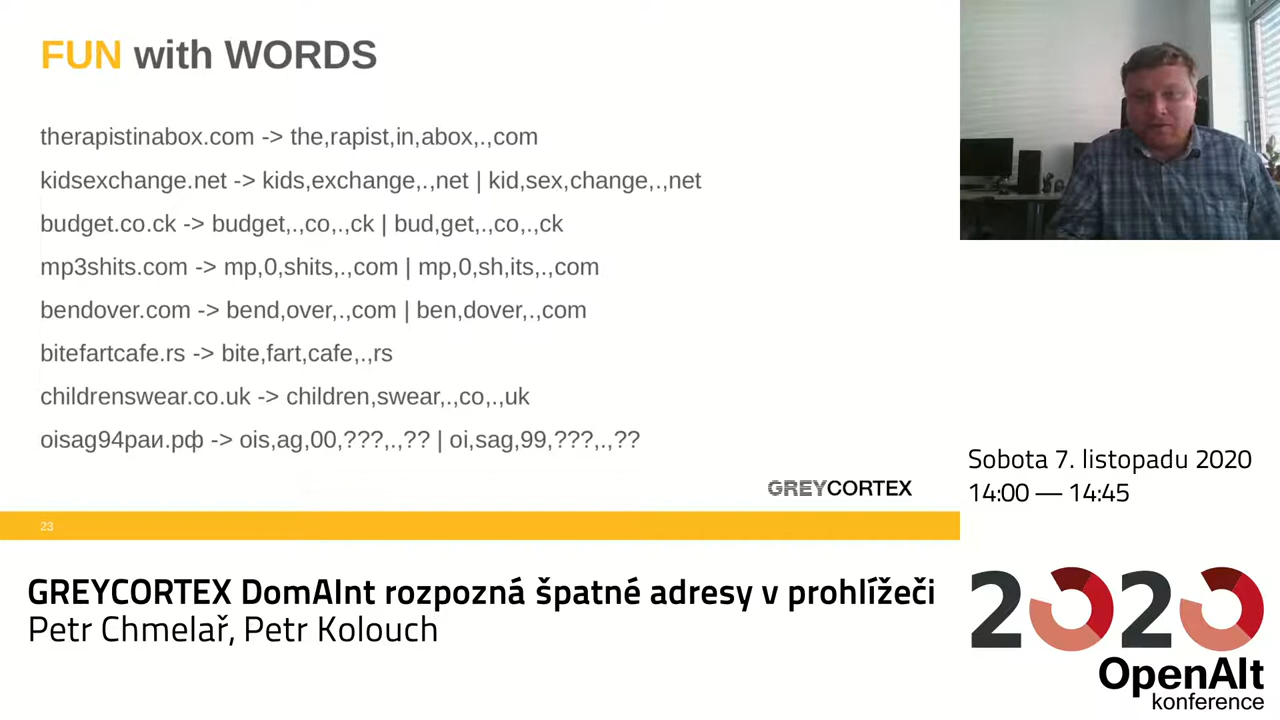 FUN with WORDS
therapistinabox.com -> the,rapist,in,abox,.,com
kidsexchange.net -> kids,exchange,.,net | kid,sex,change,.,net
budget.co.ck -> budget,.,co,.,ck | bud,get,.,co,.,ck
mp3shits.com -> mp,0,shits,.,com | mp,0,sh,its,.,com
bendover.com -> bend,over,.,com | ben,dover,.,com
bitefartcafe.rs -> bite,fart,cafe,.,rs
childrenswear.co.uk -> children,swear,.,co,.,uk
oisag94раи.рф -> ois,ag,00,???,.,?? | oi,sag,99,???,.,??
GREYCORTEX
23
Sobota 7. listopadu 2020
14:00 — 14:45
GREYCORTEX DomAInt rozpozná špatné adresy v prohlížeči
Petr Chmelař, Petr Kolouch
2020
OpenAlt
konference